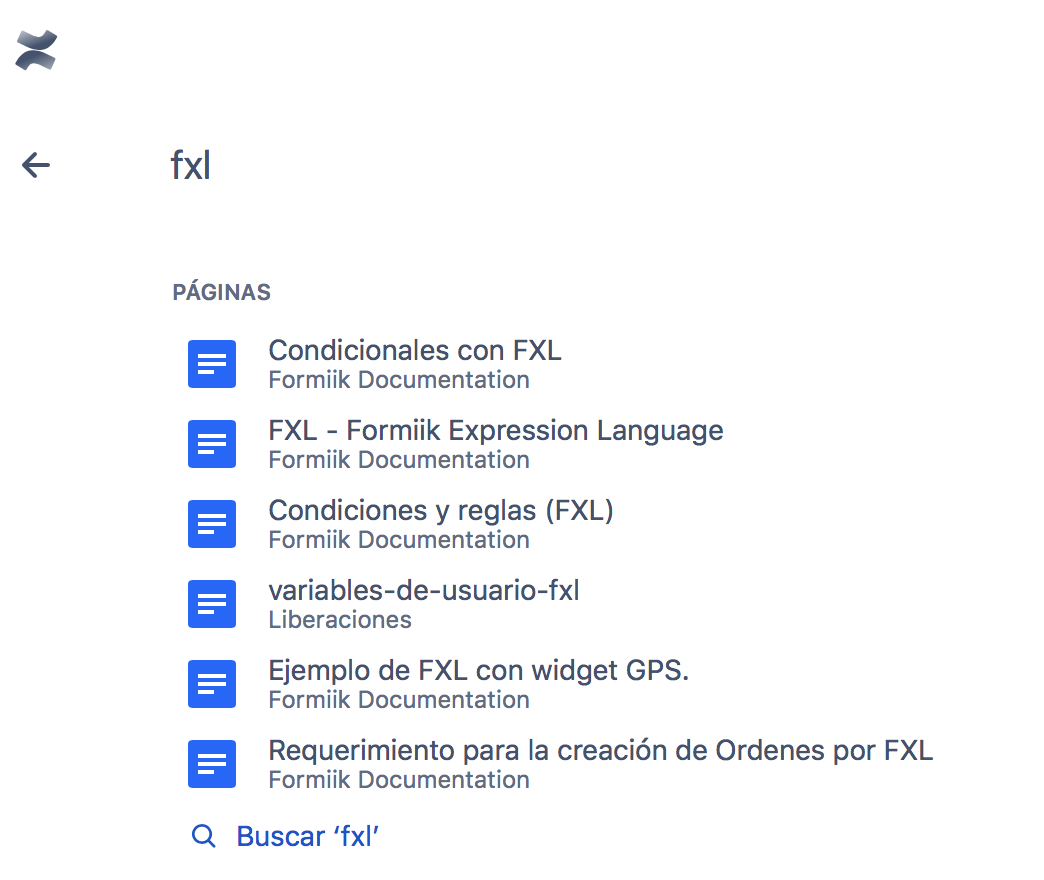 fxl
PÁGINAS
Condicionales con FXL
Formiik Documentation
FXL - Formiik Expression Language
Formiik Documentation
Condiciones y reglas (FXL)
Formiik Documentation
variables-de-usuario-fxl
Liberaciones
Ejemplo de FXL con widget GPS.
Formiik Documentation
Requerimiento para la creación de Ordenes por FXL
Formiik Documentation
Buscar ‘fxl’